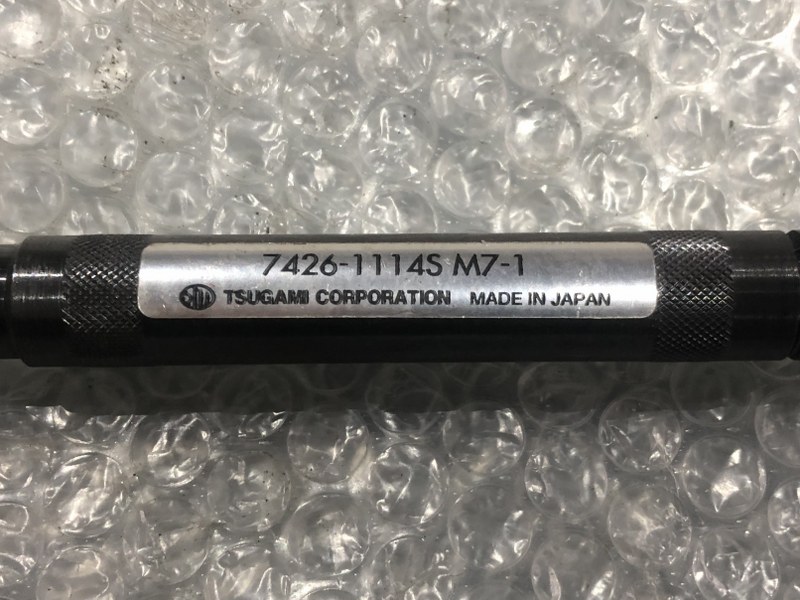 7426-1114S M7-1
TSUGAMI CORPORATION MADE IN JAPAN